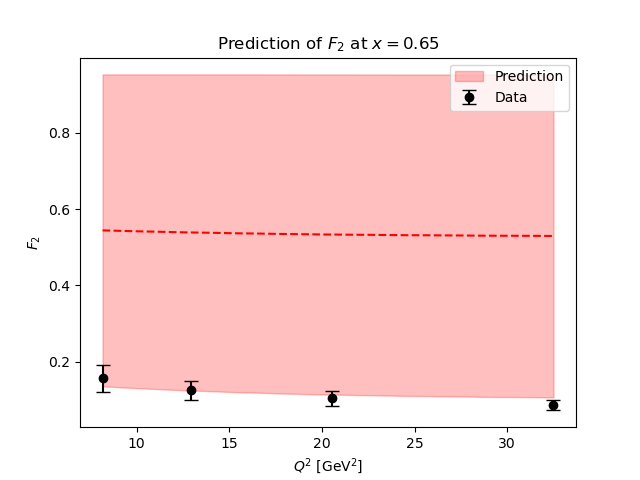 Prediction of $F_2$ at $x = 0.65$
Prediction
Data
0.8
0.6
0.4
0.2
$F_2$
10 15 20 25 30
$Q^2$ [GeV$^2$]